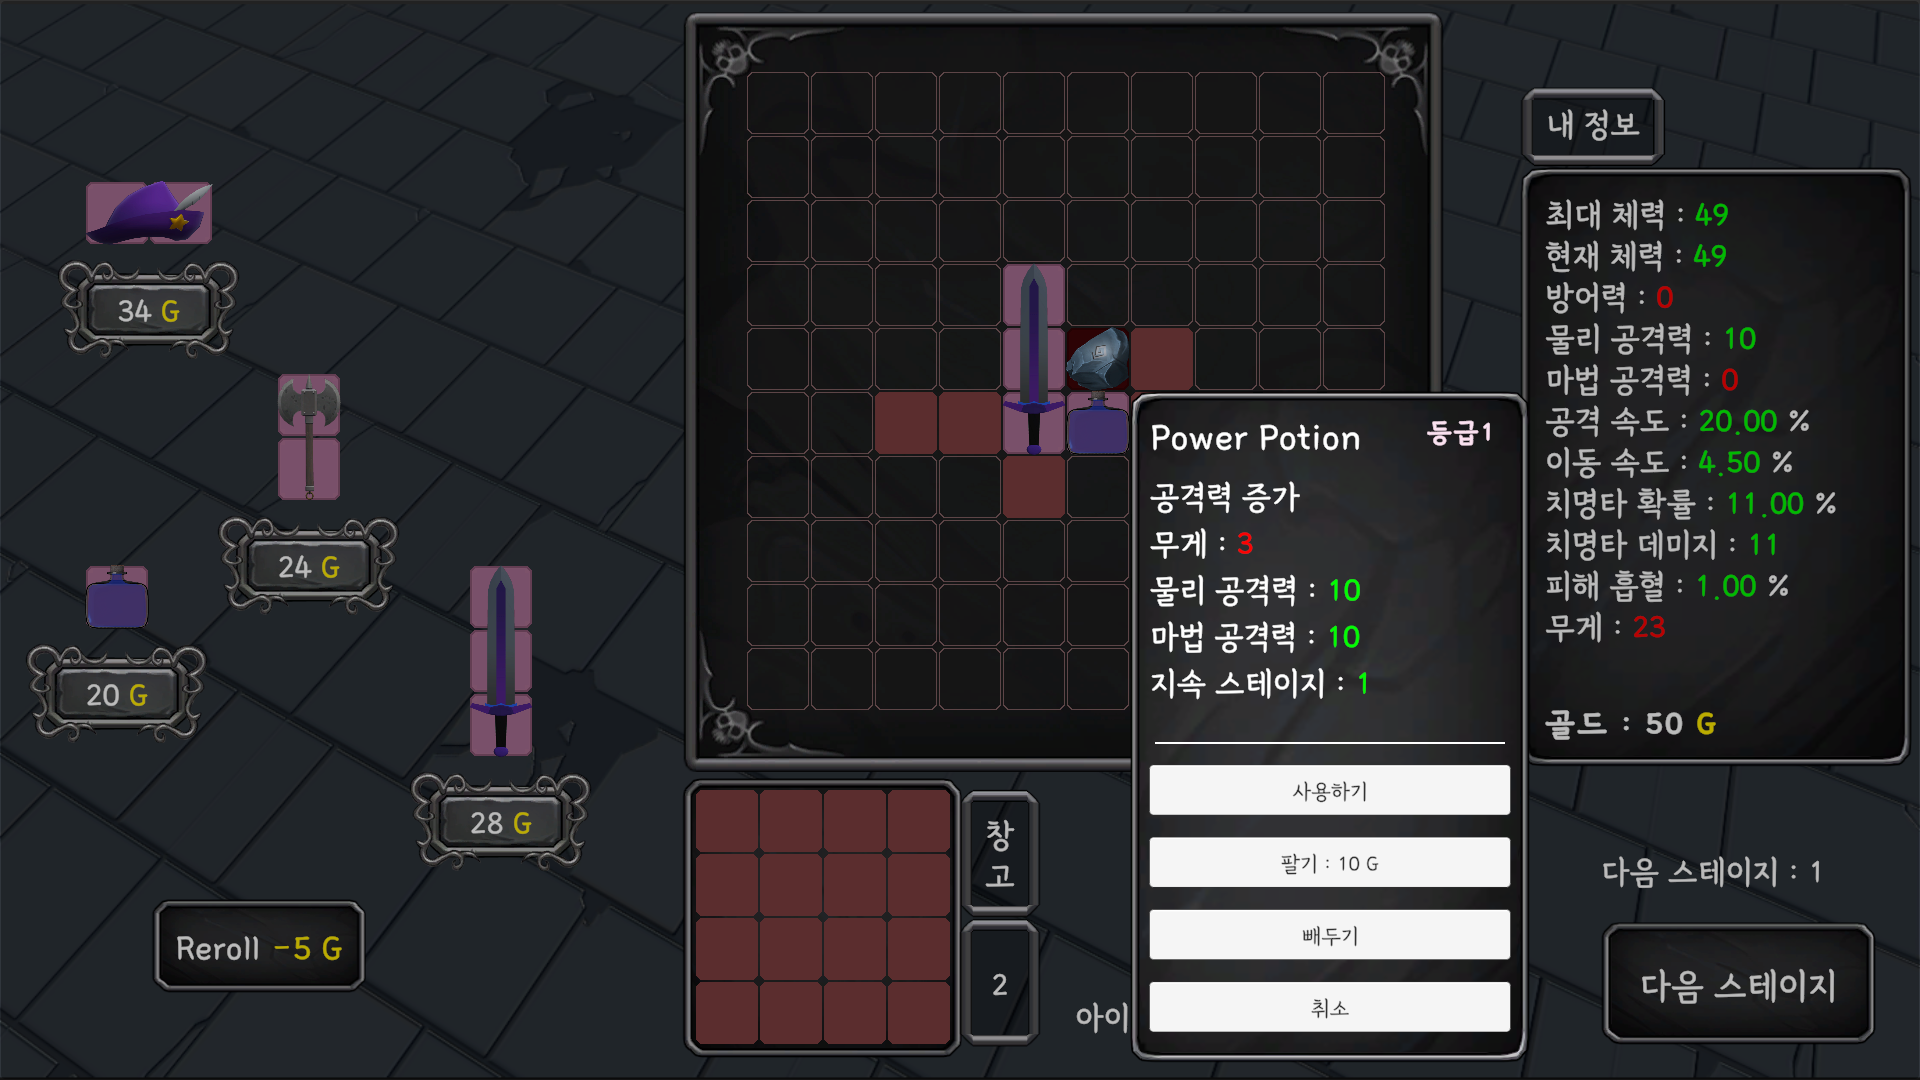 34 G
24 G
20 G
28 G
Reroll -5 G
창
고
2
아이
Power Potion 등급1
공격력 증가
무게 : 3
물리 공격력 : 10
마법 공격력 : 10
지속 스테이지 : 1
사용하기
팔기 : 10 G
빼두기
취소
내 정보
최대 체력 : 49
현재 체력 : 49
방어력 : 0
물리 공격력 : 10
마법 공격력 : 0
공격 속도 : 20.00 %
이동 속도 : 4.50 %
치명타 확률 : 11.00 %
치명타 데미지 : 11
피해 흡혈 : 1.00 %
무게 : 23
골드 : 50 G
다음 스테이지 : 1
다음 스테이지